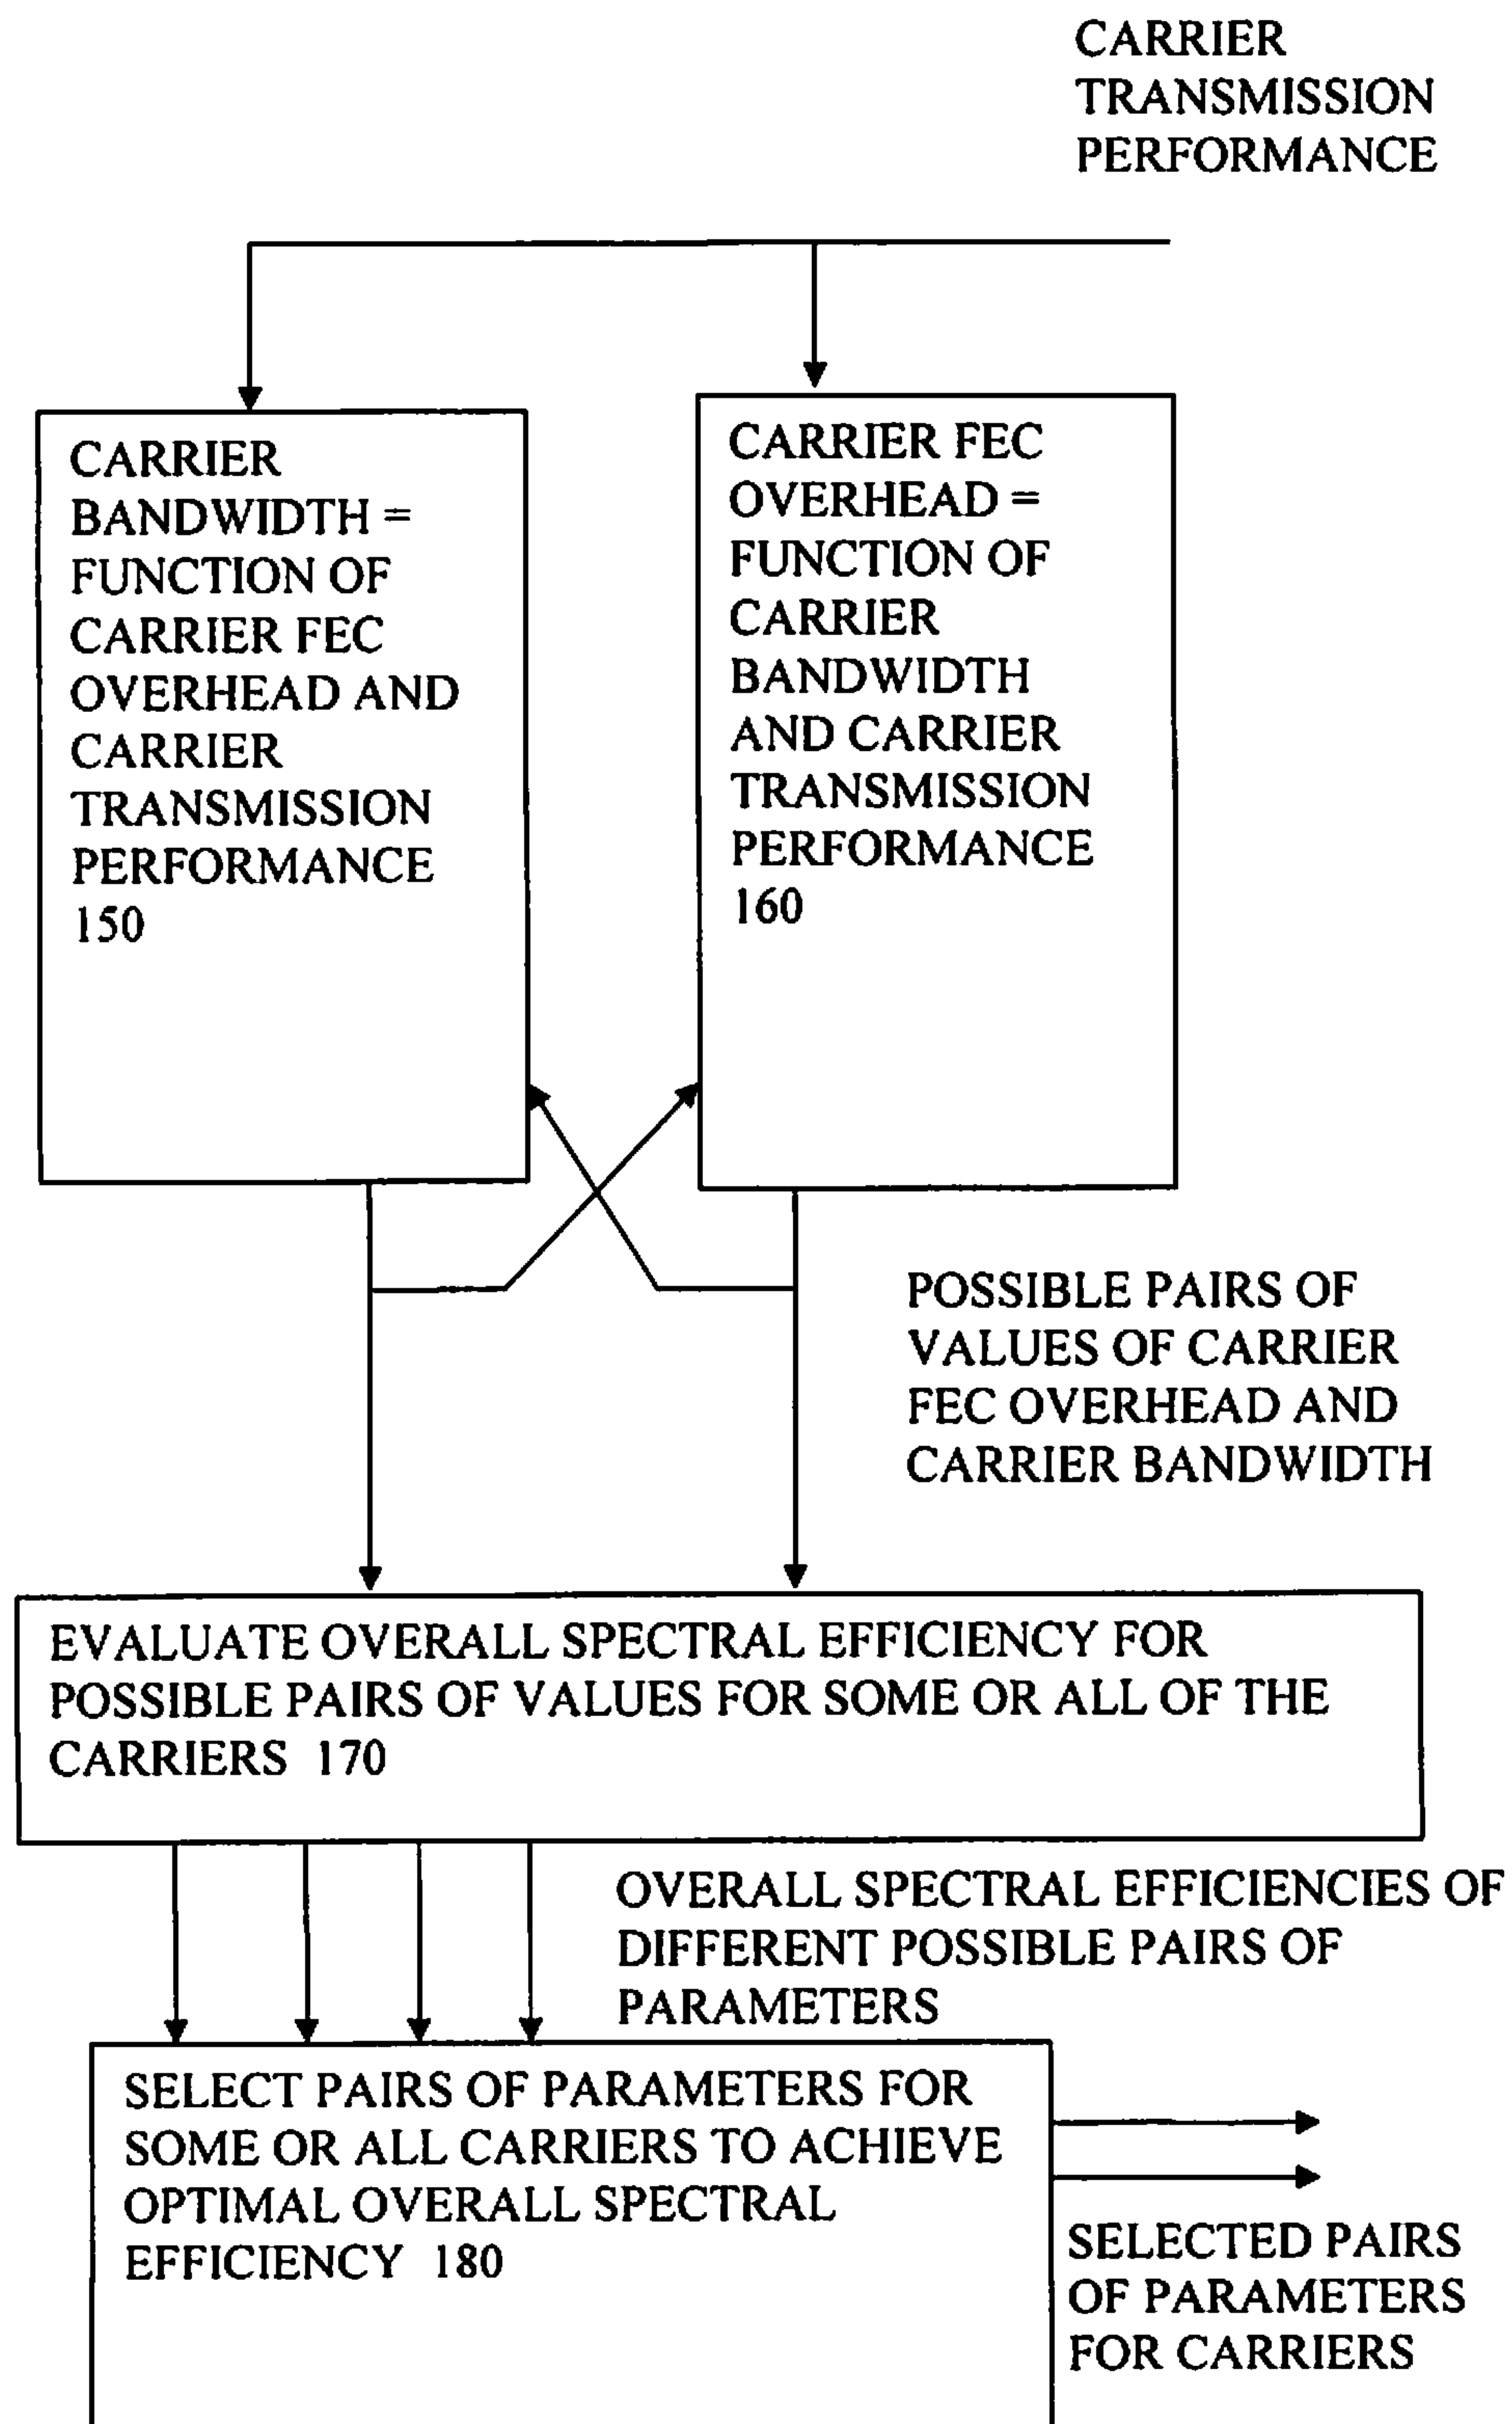 CARRIER
TRANSMISSION
PERFORMANCE
CARRIER
BANDWIDTH =
FUNCTION OF
CARRIER FEC
OVERHEAD AND
CARRIER
TRANSMISSION
PERFORMANCE
150
CARRIER FEC
OVERHEAD =
FUNCTION OF
CARRIER
BANDWIDTH
AND CARRIER
TRANSMISSION
PERFORMANCE
160
POSSIBLE PAIRS OF
VALUES OF CARRIER
FEC OVERHEAD AND
CARRIER BANDWIDTH
EVALUATE OVERALL SPECTRAL EFFICIENCY FOR
POSSIBLE PAIRS OF VALUES FOR SOME OR ALL OF THE
CARRIERS 170
OVERALL SPECTRAL EFFICIENCIES OF
DIFFERENT POSSIBLE PAIRS OF
PARAMETERS
SELECT PAIRS OF PARAMETERS FOR
SOME OR ALL CARRIERS TO ACHIEVE
OPTIMAL OVERALL SPECTRAL
EFFICIENCY 180
SELECTED PAIRS
OF PARAMETERS
FOR CARRIERS